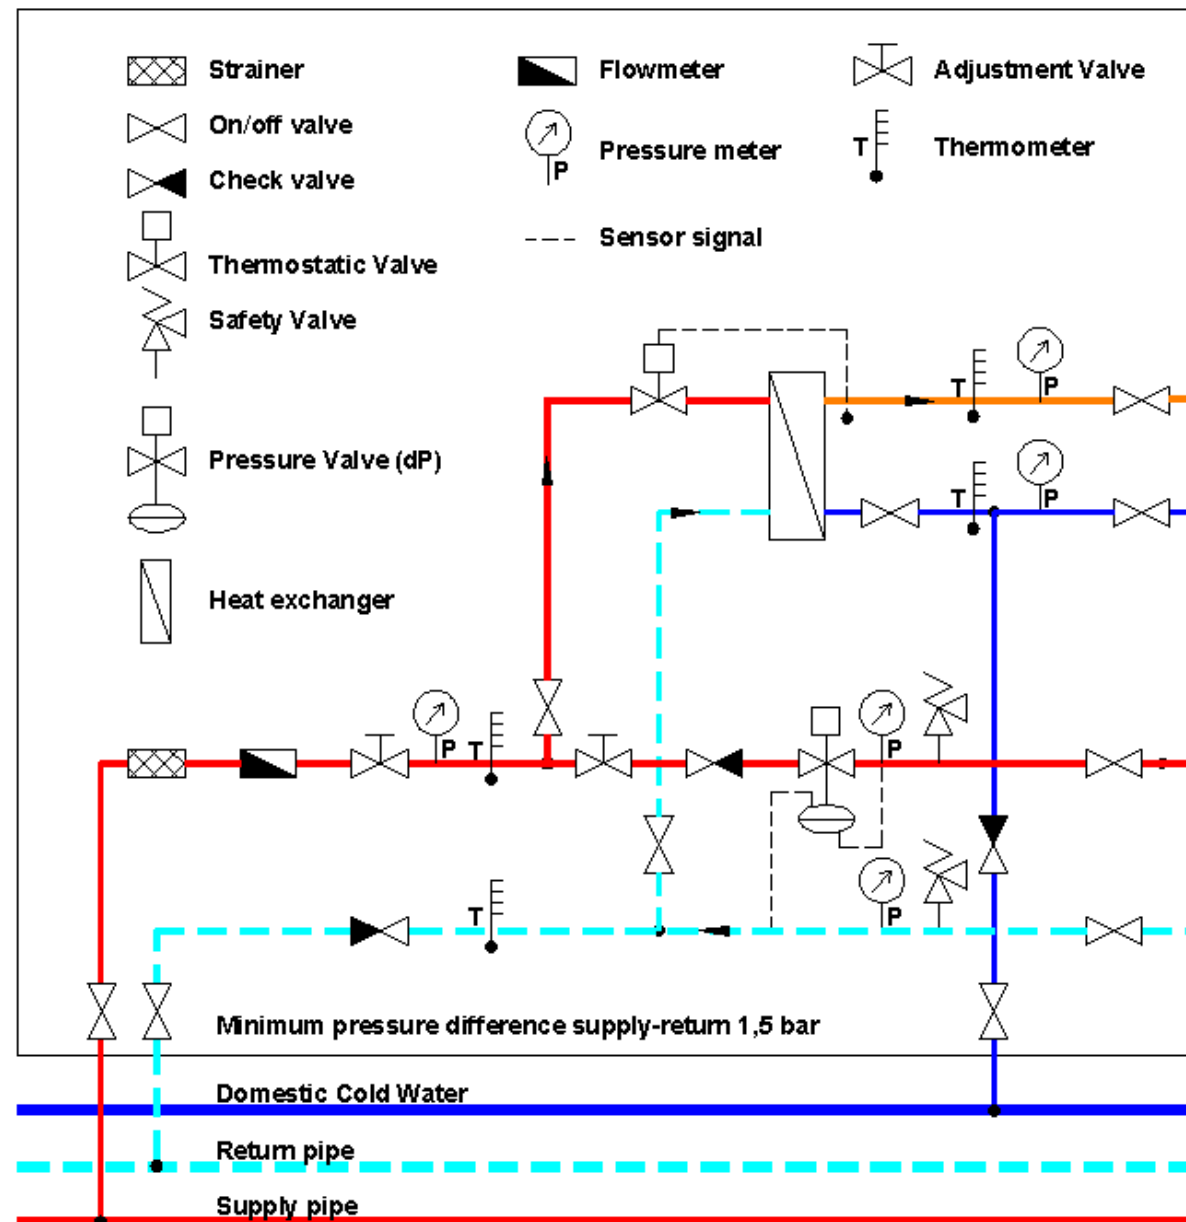 Strainer
Flowmeter
Adjustment Valve
On/off valve
Pressure meter
P
T
Thermometer
Check valve
Sensor signal
Thermostatic Valve
Safety Valve
Pressure Valve (dP)
Heat exchanger
T
P
T
P
P
T
P
T
P
Minimum pressure difference supply-return 1,5 bar
Domestic Cold Water
Return pipe
Supply pipe